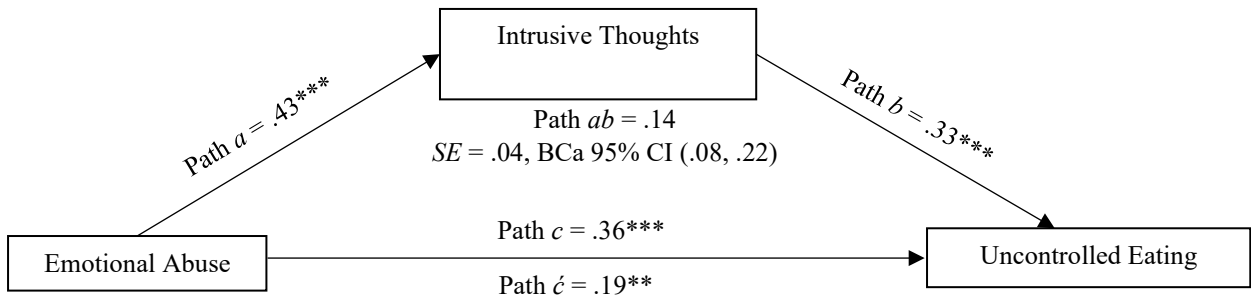 Intrusive Thoughts
Path a = .43***
Path b = .33***
Path ab = .14
SE = .04, BCa 95% CI (.08, .22)
Path c = .36***
Emotional Abuse
Uncontrolled Eating
Path ć = .19**